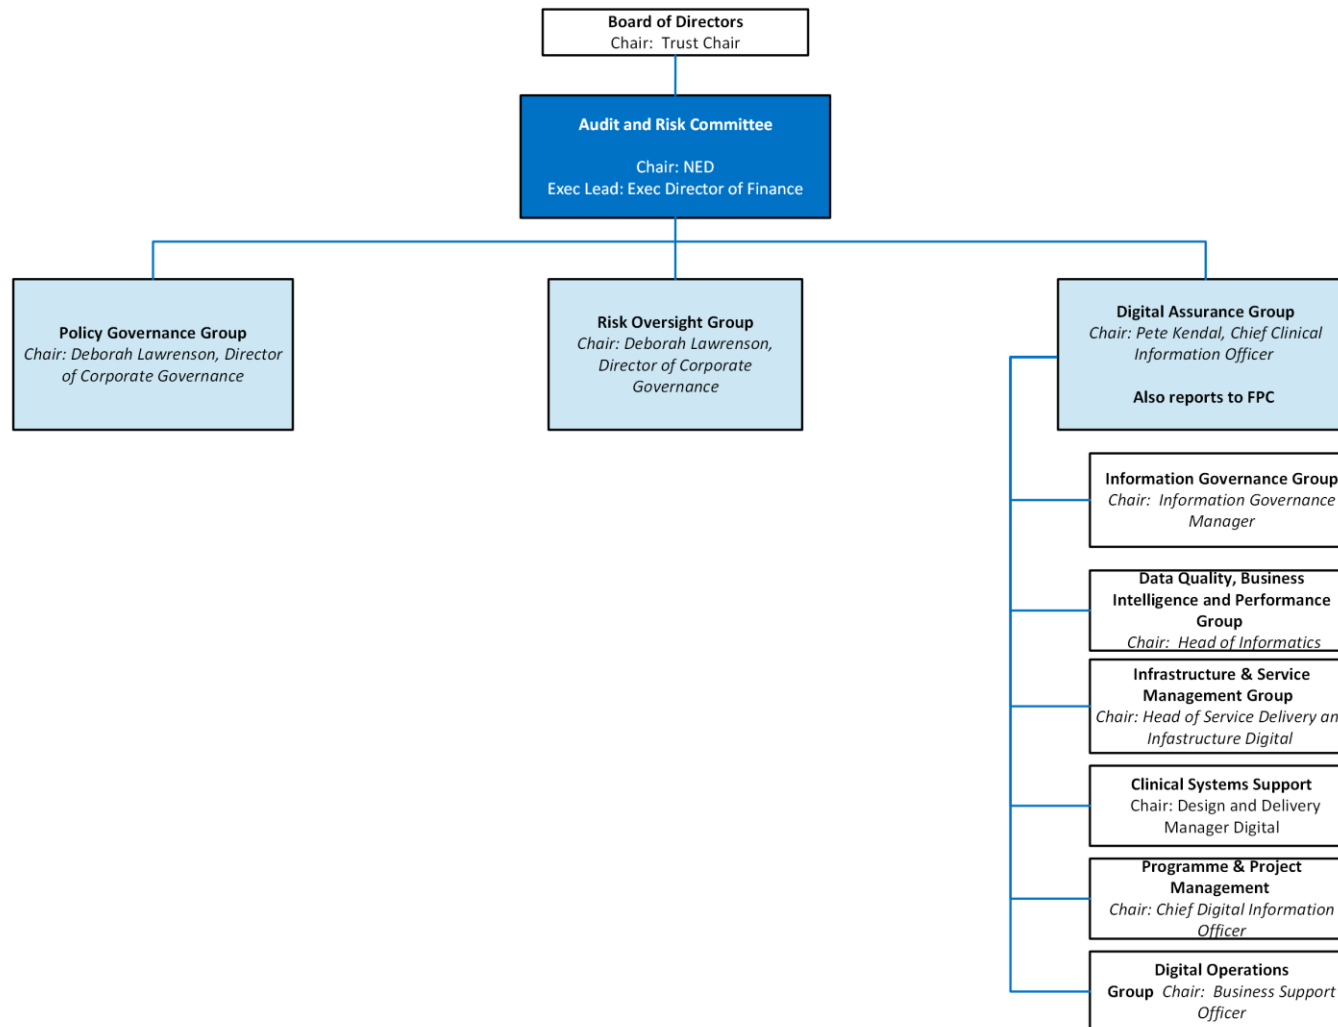 Board of Directors
Chair: Trust Chair
Audit and Risk Committee
Chair: NED
Exec Lead: Exec Director of Finance
Policy Governance Group
Chair: Deborah Lawrenson, Director
of Corporate Governance
Risk Oversight Group
Chair: Deborah Lawrenson,
Director of Corporate
Governance
Digital Assurance Group
Chair: Pete Kendal, Chief Clinical
Information Officer
Also reports to FPC
Information Governance Group
Chair: Information Governance
Manager
Data Quality, Business
Intelligence and Performance
Group
Chair: Head of Informatics
Infrastructure & Service
Management Group
Chair: Head of Service Delivery an
Infastructure Digital
Clinical Systems Support
Chair: Design and Delivery
Manager Digital
Programme & Project
Management
Chair: Chief Digital Information
Officer
Digital Operations
Group Chair: Business Support
Officer